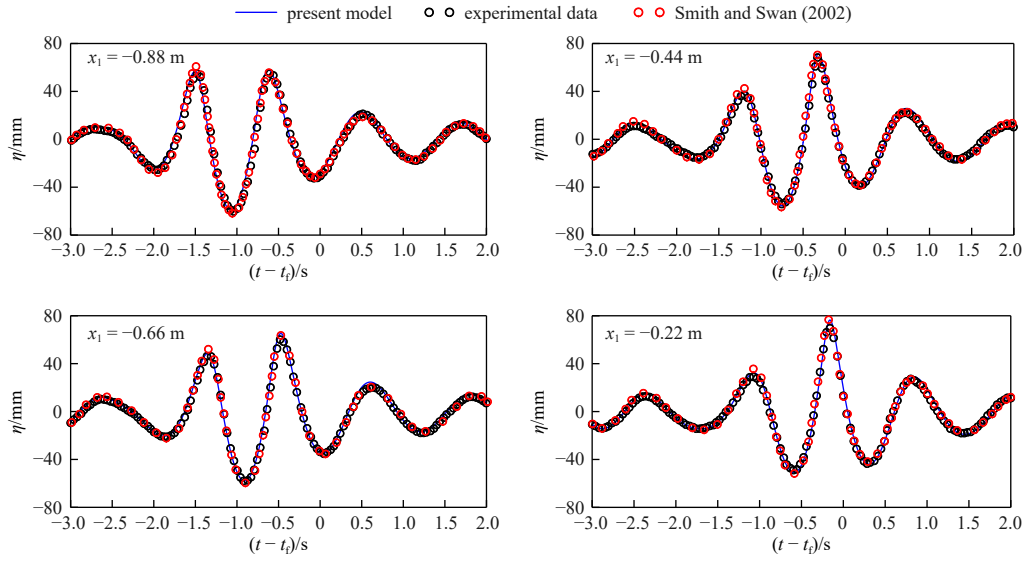 present model experimental data Smith and Swan (2002)
x₁ = −0.88 m
80
40
0
−40
−80
η/mm
−3.0 −2.5 −2.0 −1.5 −1.0 −0.5 0 0.5 1.0 1.5 2.0
(t − t_f)/s
x₁ = −0.44 m
80
40
0
−40
−80
η/mm
−3.0 −2.5 −2.0 −1.5 −1.0 −0.5 0 0.5 1.0 1.5 2.0
(t − t_f)/s
x₁ = −0.66 m
80
40
0
−40
−80
η/mm
−3.0 −2.5 −2.0 −1.5 −1.0 −0.5 0 0.5 1.0 1.5 2.0
(t − t_f)/s
x₁ = −0.22 m
80
40
0
−40
−80
η/mm
−3.0 −2.5 −2.0 −1.5 −1.0 −0.5 0 0.5 1.0 1.5 2.0
(t − t_f)/s